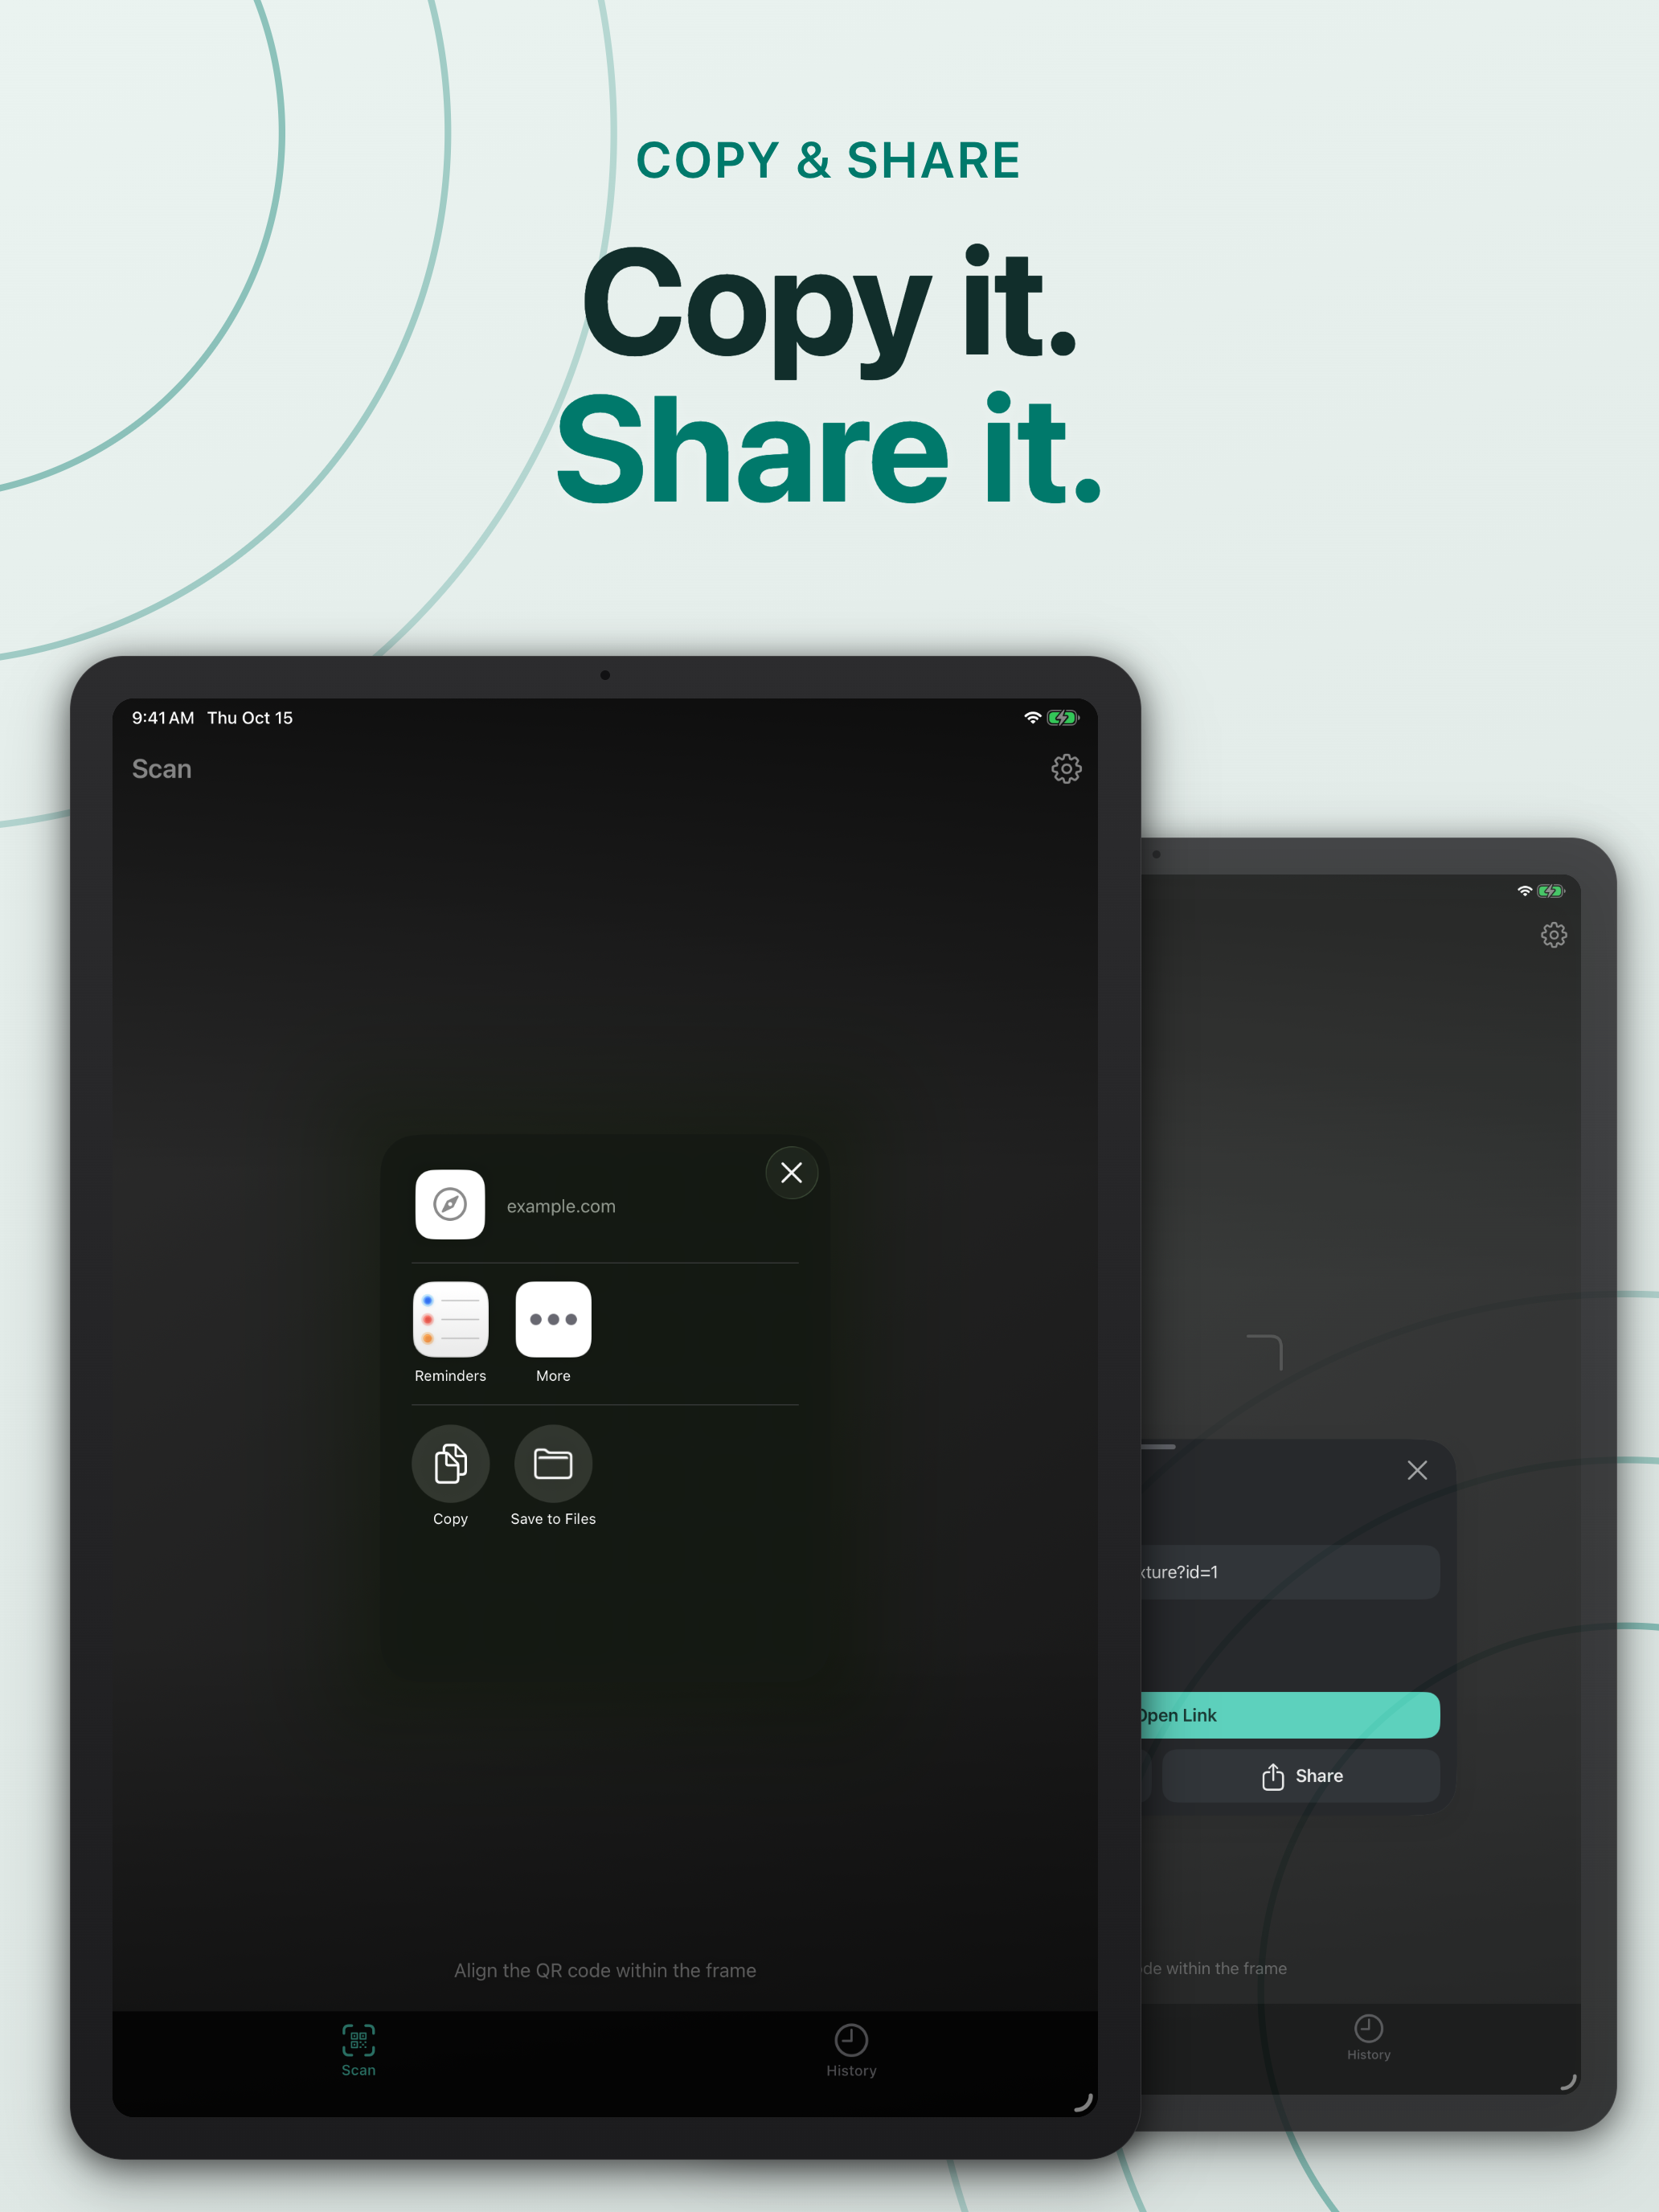 COPY & SHARE
Copy it.
Share it.
9:41 AM Thu Oct 15
Scan
example.com
Reminders More
Copy Save to Files
Align the QR code within the frame
Scan History
xture?id=1
Open Link
Share
de within the frame
History